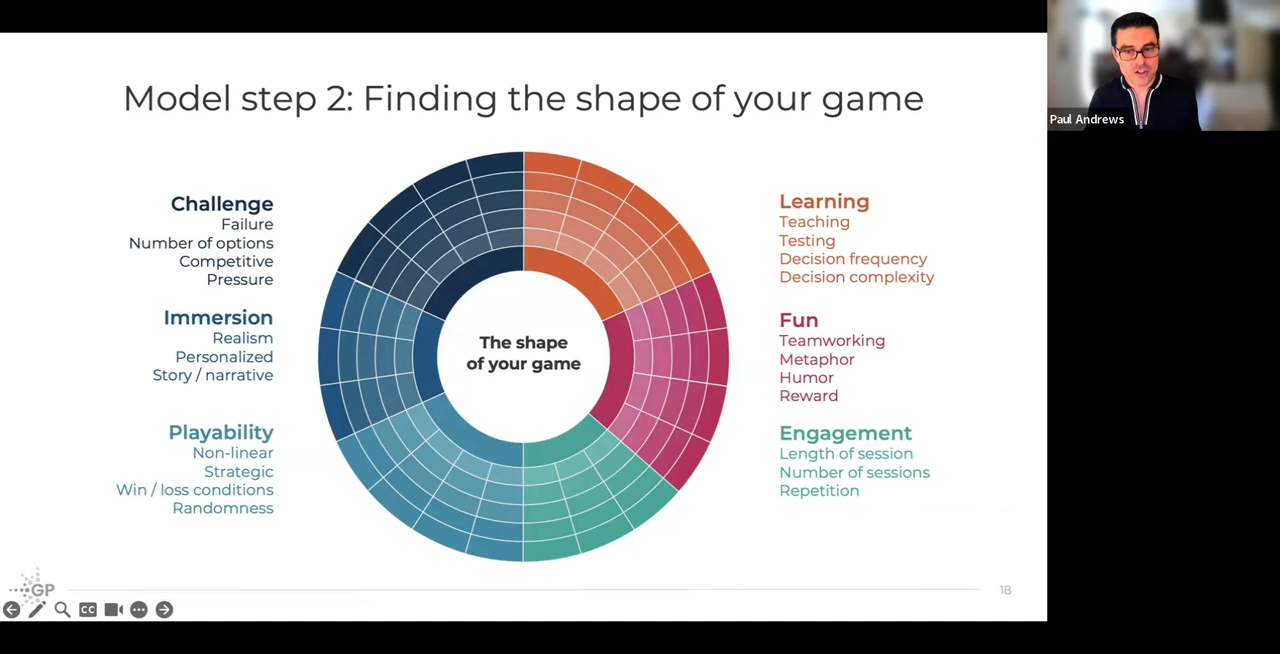 Model step 2: Finding the shape of your game
Paul Andrews
Challenge
Failure
Number of options
Competitive
Pressure
Immersion
Realism
Personalized
Story / narrative
Playability
Non-linear
Strategic
Win / loss conditions
Randomness
The shape
of your game
Learning
Teaching
Testing
Decision frequency
Decision complexity
Fun
Teamworking
Metaphor
Humor
Reward
Engagement
Length of session
Number of sessions
Repetition
GP
18
CC